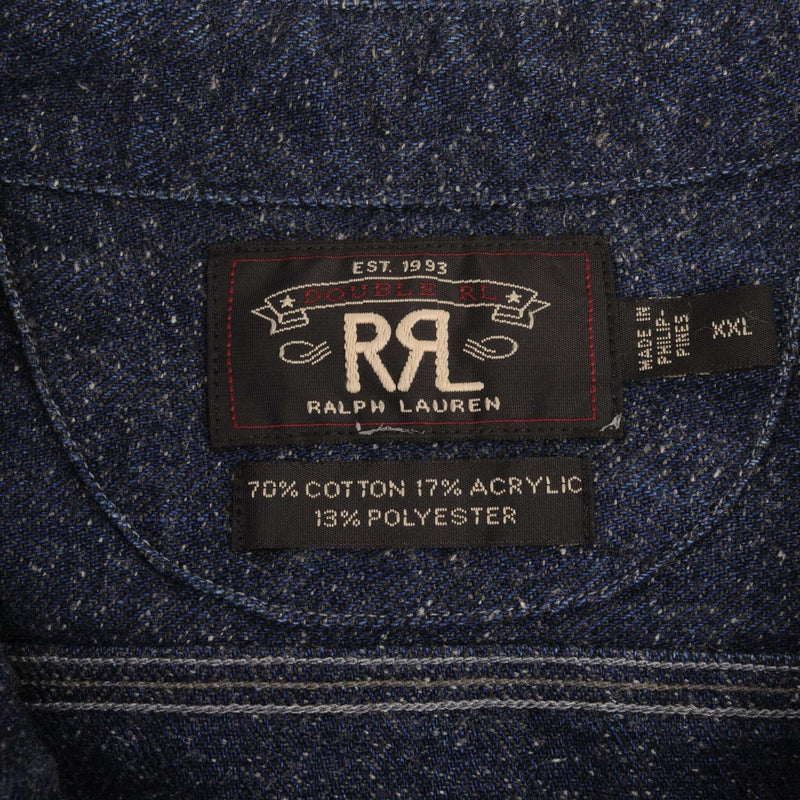 EST. 1993
DOUBLE RL
RRL
RALPH LAUREN
MADE IN
PHILIP-
PINES
XXL
70% COTTON 17% ACRYLIC
13% POLYESTER